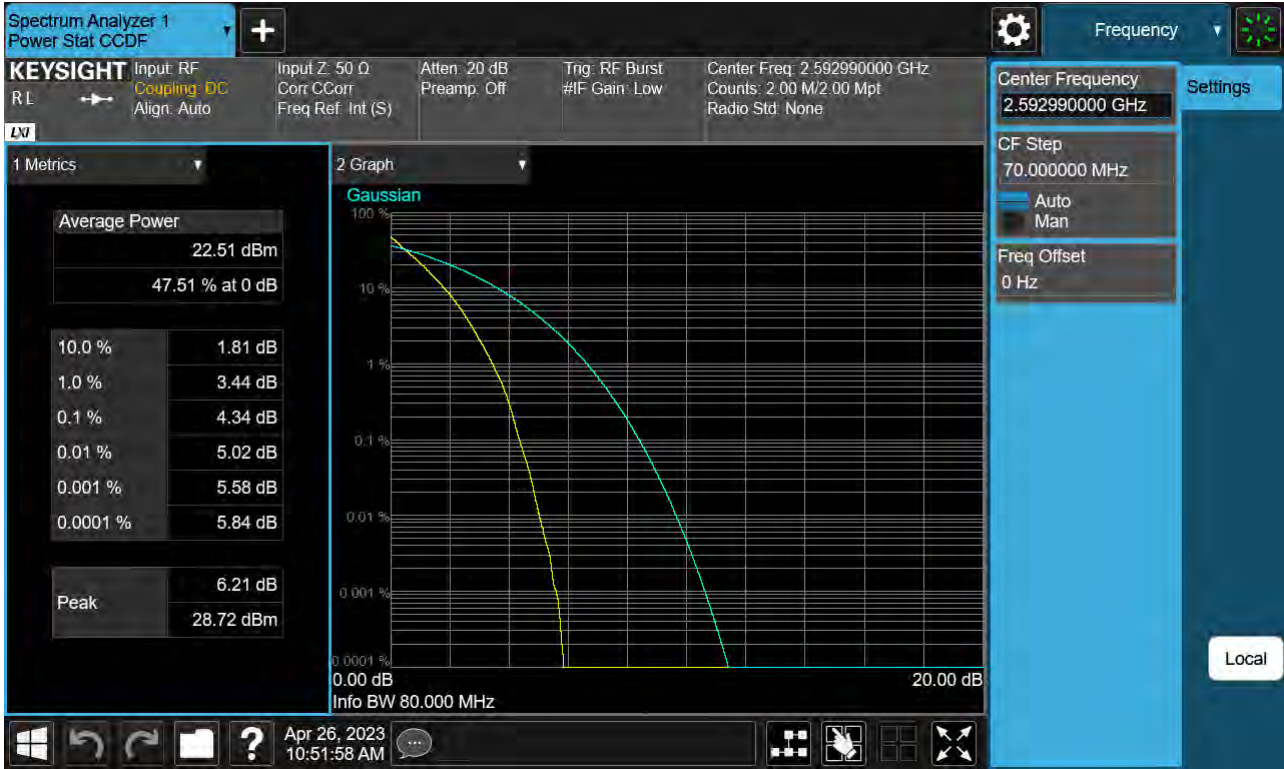 Spectrum Analyzer 1
Power Stat CCDF
Frequency
KEYSIGHT
R L
LXI
Input: RF
Coupling: DC
Align: Auto
Input Z: 50 Ω
Corr CCorr
Freq Ref: Int (S)
Atten: 20 dB
Preamp: Off
Trig: RF Burst
#IF Gain: Low
Center Freq: 2.592990000 GHz
Counts: 2.00 M/2.00 Mpt
Radio Std: None
Center Frequency
2.592990000 GHz
Settings
CF Step
70.000000 MHz
Auto
Man
Freq Offset
0 Hz
Local
1 Metrics
Average Power
22.51 dBm
47.51 % at 0 dB
10.0 % 1.81 dB
1.0 % 3.44 dB
0.1 % 4.34 dB
0.01 % 5.02 dB
0.001 % 5.58 dB
0.0001 % 5.84 dB
Peak
6.21 dB
28.72 dBm
2 Graph
Gaussian
100 %
10 %
1 %
0.1 %
0.01 %
0.001 %
0.0001 %
0.00 dB 20.00 dB
Info BW 80.000 MHz
?
Apr 26, 2023
10:51:58 AM